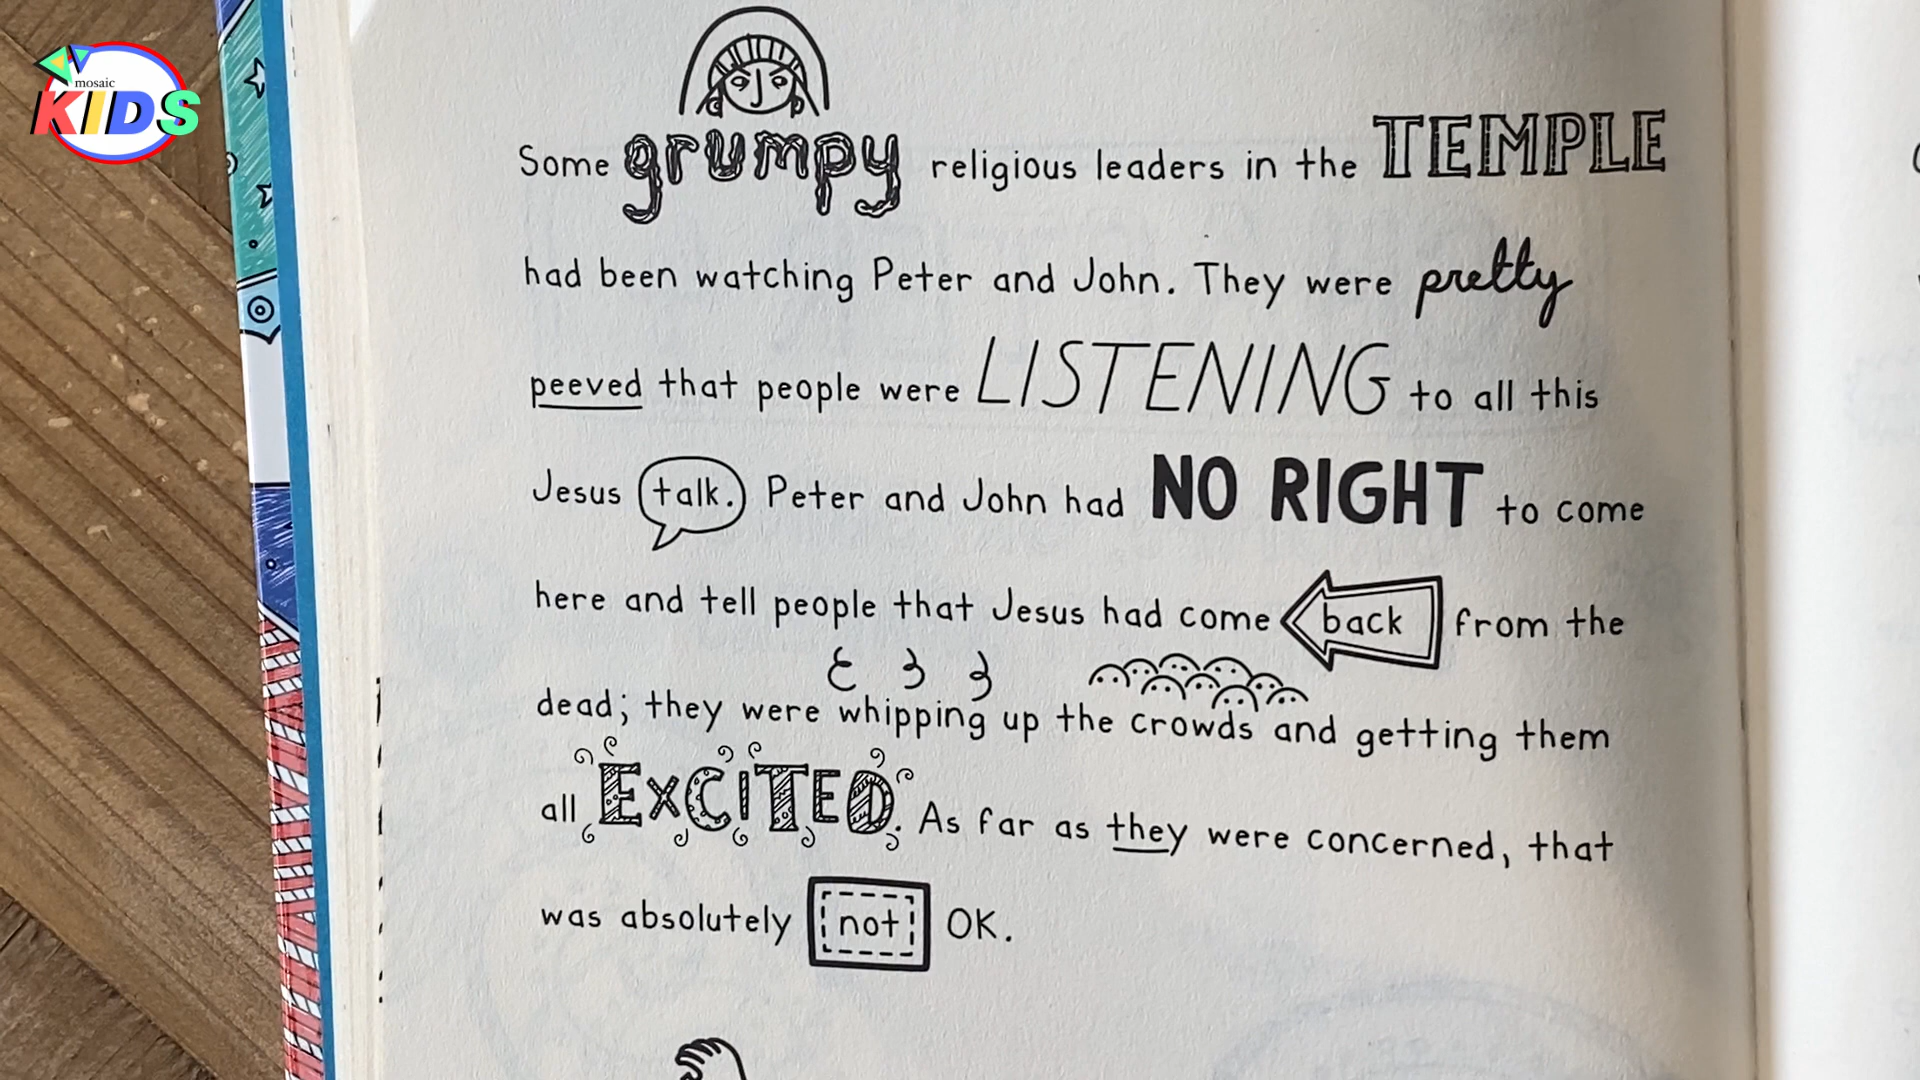 mosaic
KIDS
Some grumpy religious leaders in the TEMPLE
had been watching Peter and John. They were pretty
peeved that people were LISTENING to all this
Jesus talk. Peter and John had NO RIGHT to come
here and tell people that Jesus had come back from the
dead; they were whipping up the crowds and getting them
all EXCITED. As far as they were concerned, that
was absolutely not OK.